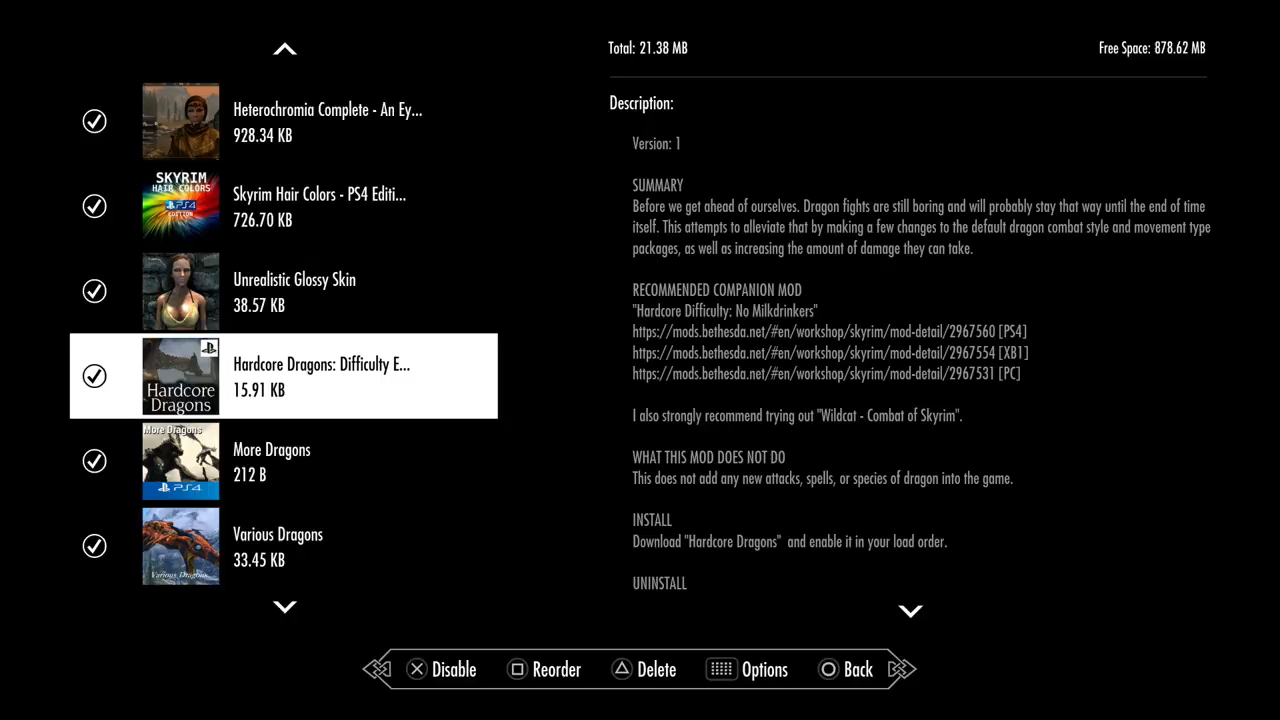 Total: 21.38 MB
Free Space: 878.62 MB
Heterochromia Complete - An Ey...
928.34 KB
SKYRIM
HAIR COLORS
PS4
EDITION
Skyrim Hair Colors - PS4 Editi...
726.70 KB
Unrealistic Glossy Skin
38.57 KB
Hardcore
Dragons
Hardcore Dragons: Difficulty E...
15.91 KB
More Dragons
PS4
More Dragons
212 B
Various Dragons
Various Dragons
33.45 KB
Description:
Version: 1
SUMMARY
Before we get ahead of ourselves. Dragon fights are still boring and will probably stay that way until the end of time
itself. This attempts to alleviate that by making a few changes to the default dragon combat style and movement type
packages, as well as increasing the amount of damage they can take.
RECOMMENDED COMPANION MOD
"Hardcore Difficulty: No Milkdrinkers"
https://mods.bethesda.net/#en/workshop/skyrim/mod-detail/2967560 [PS4]
https://mods.bethesda.net/#en/workshop/skyrim/mod-detail/2967554 [XB1]
https://mods.bethesda.net/#en/workshop/skyrim/mod-detail/2967531 [PC]
I also strongly recommend trying out "Wildcat - Combat of Skyrim".
WHAT THIS MOD DOES NOT DO
This does not add any new attacks, spells, or species of dragon into the game.
INSTALL
Download "Hardcore Dragons" and enable it in your load order.
UNINSTALL
Disable Reorder Delete Options Back